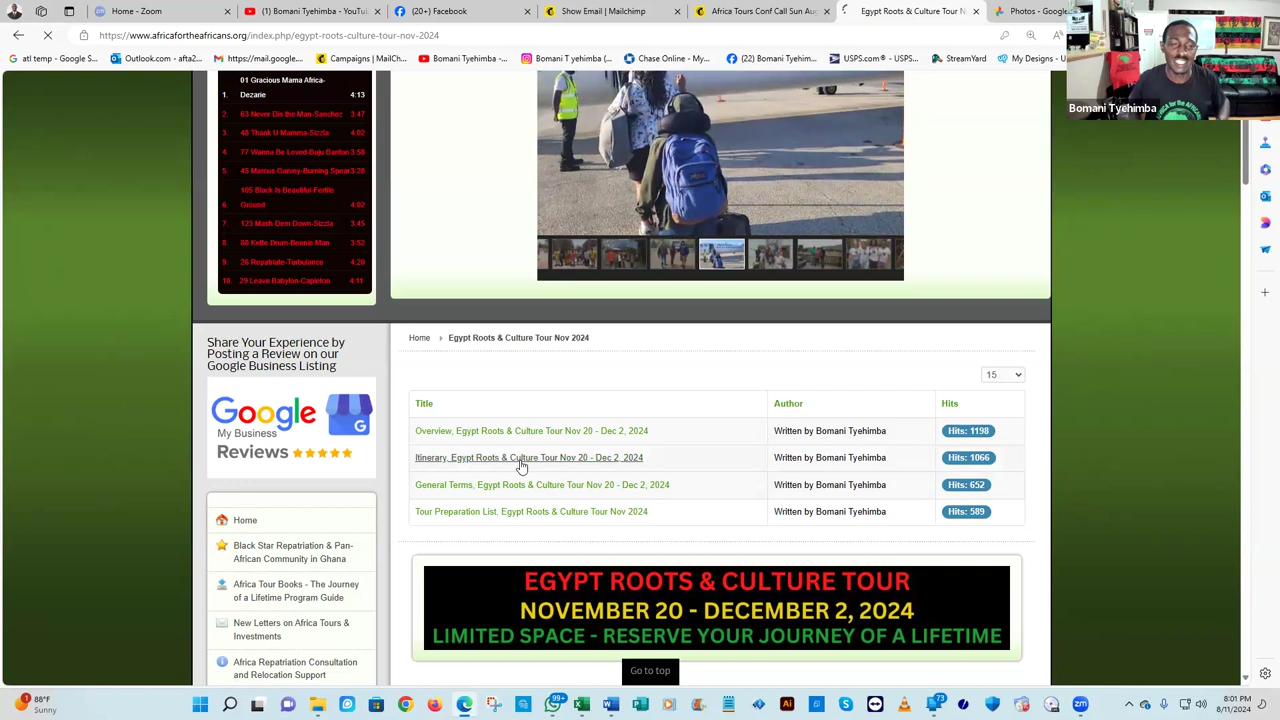 Bomani Tyehimba - YouTu...
Facebook
Show Email | Mailchimp
Africa Tours Conf Call Sun Aug
Egypt Roots & Culture Tour Nov 2
Photos - Google
https://www.africafortheafricans.org/index.php/egypt-roots-culture-tour-nov-2024
atl temp - Google S...
Outlook.com - afta2...
https://mail.google....
Campaigns | MailCh...
Bomani Tyehimba -...
Bomani T yehimba (...
Chase Online - My...
(22) Bomani Tyehim...
USPS.com® - USPS...
StreamYard
My Designs -
Bomani Tyehimba
01 Gracious Mama Africa-
1. Dezarie 4:13
2. 63 Never Dis the Man-Sanchez 3:47
3. 48 Thank U Mamma-Sizzla 4:02
4. 77 Wanna Be Loved-Buju Banton 3:58
5. 45 Marcus Garvey-Burning Spear 3:28
105 Black Is Beautiful-Fertile
6. Ground 4:02
7. 123 Mash Dem Down-Sizzla 3:45
8. 88 Kette Drum-Beenie Man 3:52
9. 26 Repatriate-Turbulance 4:20
10. 29 Leave Babylon-Capleton 4:11
Share Your Experience by
Posting a Review on our
Google Business Listing
Google
My Business
Reviews
Home
Black Star Repatriation & Pan-
African Community in Ghana
Africa Tour Books - The Journey
of a Lifetime Program Guide
New Letters on Africa Tours &
Investments
Africa Repatriation Consultation
and Relocation Support
Home Egypt Roots & Culture Tour Nov 2024
15
Title Author Hits
Overview, Egypt Roots & Culture Tour Nov 20 - Dec 2, 2024 Written by Bomani Tyehimba Hits: 1198
Itinerary, Egypt Roots & Culture Tour Nov 20 - Dec 2, 2024 Written by Bomani Tyehimba Hits: 1066
General Terms, Egypt Roots & Culture Tour Nov 20 - Dec 2, 2024 Written by Bomani Tyehimba Hits: 652
Tour Preparation List, Egypt Roots & Culture Tour Nov 2024 Written by Bomani Tyehimba Hits: 589
EGYPT ROOTS & CULTURE TOUR
NOVEMBER 20 - DECEMBER 2, 2024
LIMITED SPACE - RESERVE YOUR JOURNEY OF A LIFETIME
Go to top
88°F
Sunny
99+
73
8:01 PM
8/11/2024